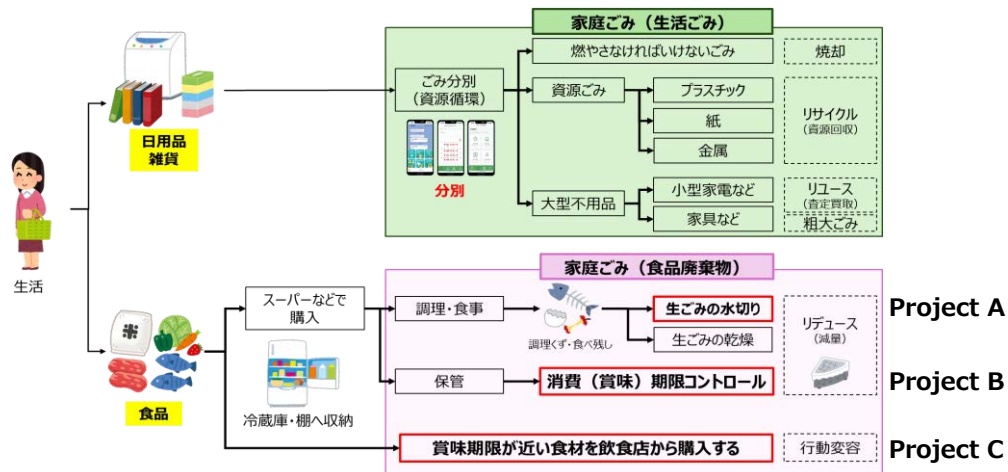 家庭ごみ（生活ごみ）
燃やさなければいけないごみ
焼却
ごみ分別
（資源循環）
資源ごみ
プラスチック
紙
金属
リサイクル
（資源回収）
分別
大型不用品
小型家電など
家具など
リユース
（査定買取）
粗大ごみ
日用品
雑貨
生活
家庭ごみ（食品廃棄物）
スーパーなどで
購入
調理・食事
調理くず・食べ残し
生ごみの水切り
生ごみの乾燥
リデュース
（減量）
Project A
保管
消費（賞味）期限コントロール
Project B
冷蔵庫・棚へ収納
食品
賞味期限が近い食材を飲食店から購入する
行動変容
Project C